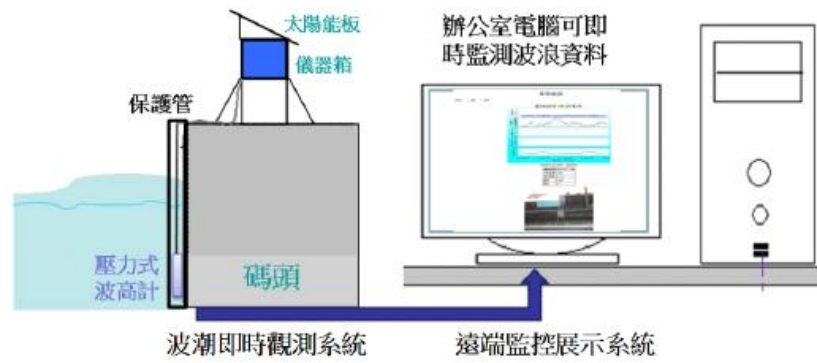 太陽能板
儀器箱
保護管
壓力式
波高計
碼頭
波潮即時觀測系統
辦公室電腦可即
時監測波浪資料
遠端監控展示系統